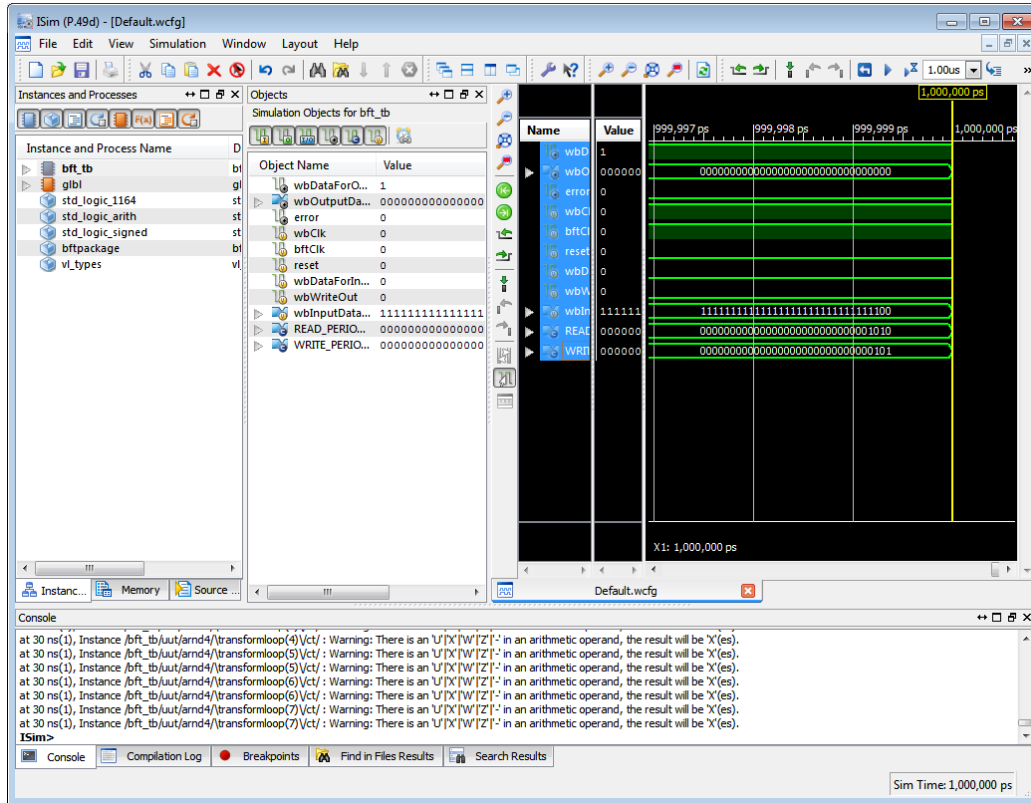 ISim (P.49d) - [Default.wcfg]
File Edit View Simulation Window Layout Help
1.00us
Instances and Processes
Instance and Process Name D
bft_tb bf
glbl gl
std_logic_1164 st
std_logic_arith st
std_logic_signed st
bftpackage bf
vl_types vl_
Instanc... Memory Source ...
Objects
Simulation Objects for bft_tb
Object Name Value
wbDataForO... 1
wbOutputDa... 000000000000000
error 0
wbClk 0
bftClk 0
reset 0
wbDataForIn... 0
wbWriteOut 0
wbInputData... 111111111111111
READ_PERIO... 000000000000000
WRITE_PERIO... 000000000000000
1,000,000 ps
Name Value 999,997 ps 999,998 ps 999,999 ps 1,000,000 ps
wbD 1
wbO 000000 00000000000000000000000000000000
error 0
wbCl 0
bftCl 0
reset 0
wbD 0
wbW 0
wbIn 111111 11111111111111111111111111111100
READ 000000 00000000000000000000000000001010
WRIT 000000 00000000000000000000000000000101
X1: 1,000,000 ps
Default.wcfg
Console
at 30 ns(1), Instance /bft_tb/uut/arnd4/\transformloop(4)\/ct/ : Warning: There is an 'U'|'X'|'W'|'Z'|'-' in an arithmetic operand, the result will be 'X'(es).
at 30 ns(1), Instance /bft_tb/uut/arnd4/\transformloop(5)\/ct/ : Warning: There is an 'U'|'X'|'W'|'Z'|'-' in an arithmetic operand, the result will be 'X'(es).
at 30 ns(1), Instance /bft_tb/uut/arnd4/\transformloop(5)\/ct/ : Warning: There is an 'U'|'X'|'W'|'Z'|'-' in an arithmetic operand, the result will be 'X'(es).
at 30 ns(1), Instance /bft_tb/uut/arnd4/\transformloop(6)\/ct/ : Warning: There is an 'U'|'X'|'W'|'Z'|'-' in an arithmetic operand, the result will be 'X'(es).
at 30 ns(1), Instance /bft_tb/uut/arnd4/\transformloop(6)\/ct/ : Warning: There is an 'U'|'X'|'W'|'Z'|'-' in an arithmetic operand, the result will be 'X'(es).
at 30 ns(1), Instance /bft_tb/uut/arnd4/\transformloop(7)\/ct/ : Warning: There is an 'U'|'X'|'W'|'Z'|'-' in an arithmetic operand, the result will be 'X'(es).
at 30 ns(1), Instance /bft_tb/uut/arnd4/\transformloop(7)\/ct/ : Warning: There is an 'U'|'X'|'W'|'Z'|'-' in an arithmetic operand, the result will be 'X'(es).
ISim>
Console Compilation Log Breakpoints Find in Files Results Search Results
Sim Time: 1,000,000 ps